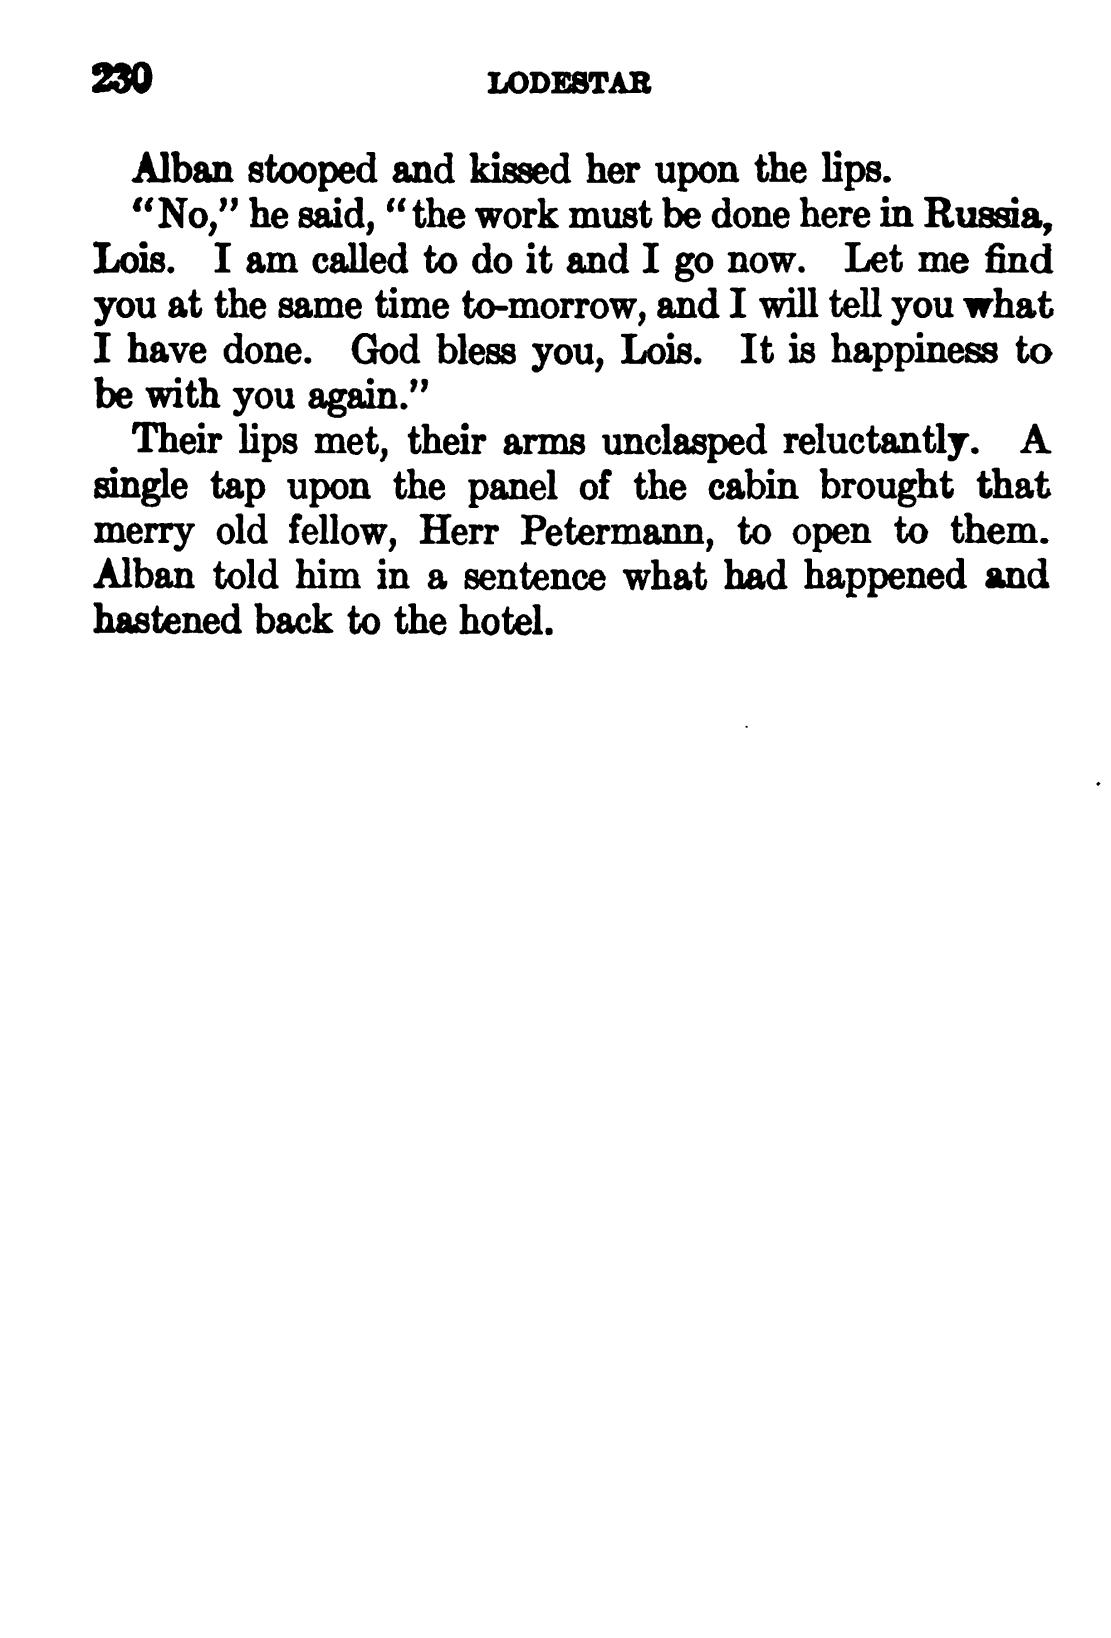 230 LODESTAR
Alban stooped and kissed her upon the lips.
“No,” he said, “the work must be done here in Russia,
Lois. I am called to do it and I go now. Let me find
you at the same time to-morrow, and I will tell you what
I have done. God bless you, Lois. It is happiness to
be with you again.”
Their lips met, their arms unclasped reluctantly. A
single tap upon the panel of the cabin brought that
merry old fellow, Herr Petermann, to open to them.
Alban told him in a sentence what had happened and
hastened back to the hotel.